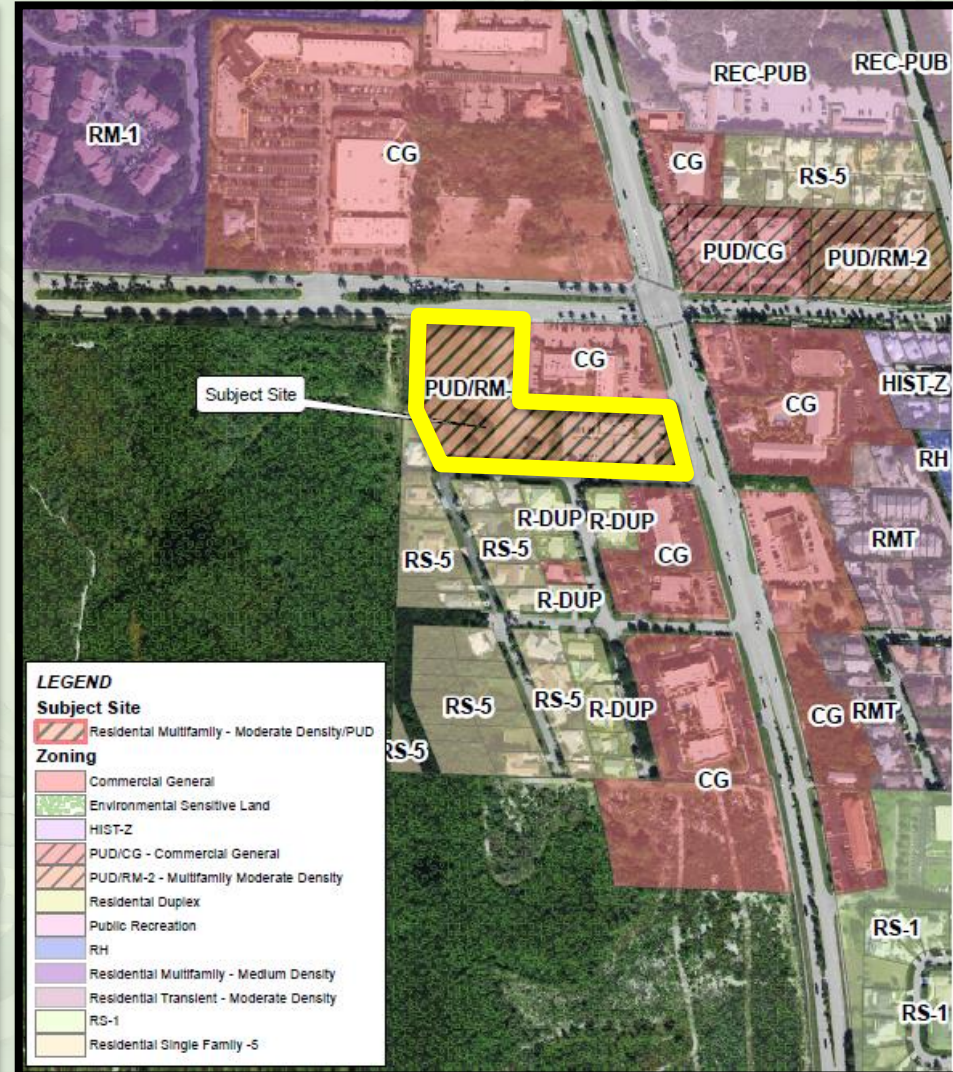 REC-PUB
REC-PUB
RM-1
CG
CG
RS-5
PUD/CG
PUD/RM-2
CG
Subject Site
PUD/RM-
CG
HIST-Z
RH
R-DUP
R-DUP
RS-5
RS-5
CG
RMT
R-DUP
RS-5
RS-5
R-DUP
CG
RMT
RS-5
CG
RS-1
RS-1
LEGEND
Subject Site
Residental Multifamily - Moderate Density/PUD
Zoning
Commercial General
Environmental Sensitive Land
HIST-Z
PUD/CG - Commercial General
PUD/RM-2 - Multifamily Moderate Density
Residental Duplex
Public Recreation
RH
Residential Multifamily - Medium Density
Residential Transient - Moderate Density
RS-1
Residential Single Family -5